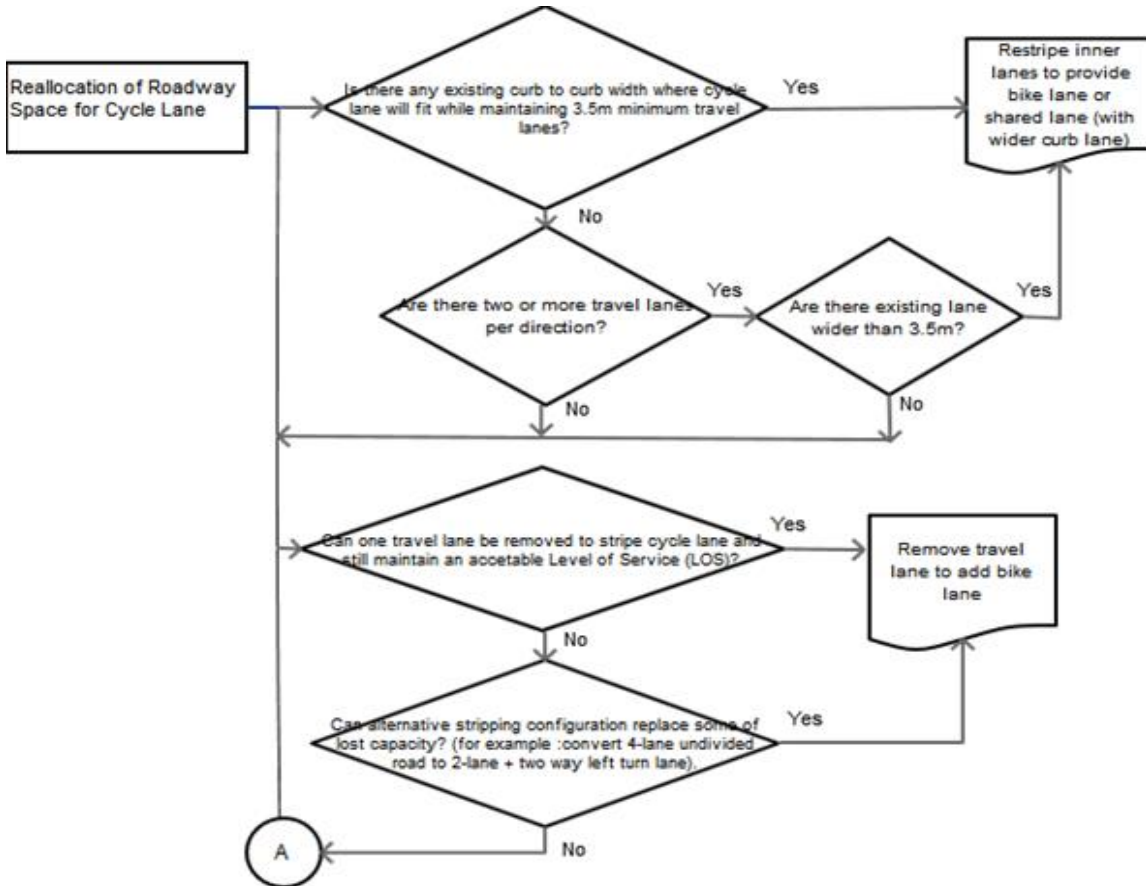 Reallocation of Roadway
Space for Cycle Lane
Is there any existing curb to curb width where cycle
lane will fit while maintaining 3.5m minimum travel
lanes?
Yes
Restripe inner
lanes to provide
bike lane or
shared lane (with
wider curb lane)
No
Are there two or more travel lanes
per direction?
Yes
Are there existing lane
wider than 3.5m?
Yes
No
No
Can one travel lane be removed to stripe cycle lane and
still maintain an accetable Level of Service (LOS)?
Yes
Remove travel
lane to add bike
lane
No
Can alternative stripping configuration replace some of
lost capacity? (for example :convert 4-lane undivided
road to 2-lane + two way left turn lane).
Yes
No
A